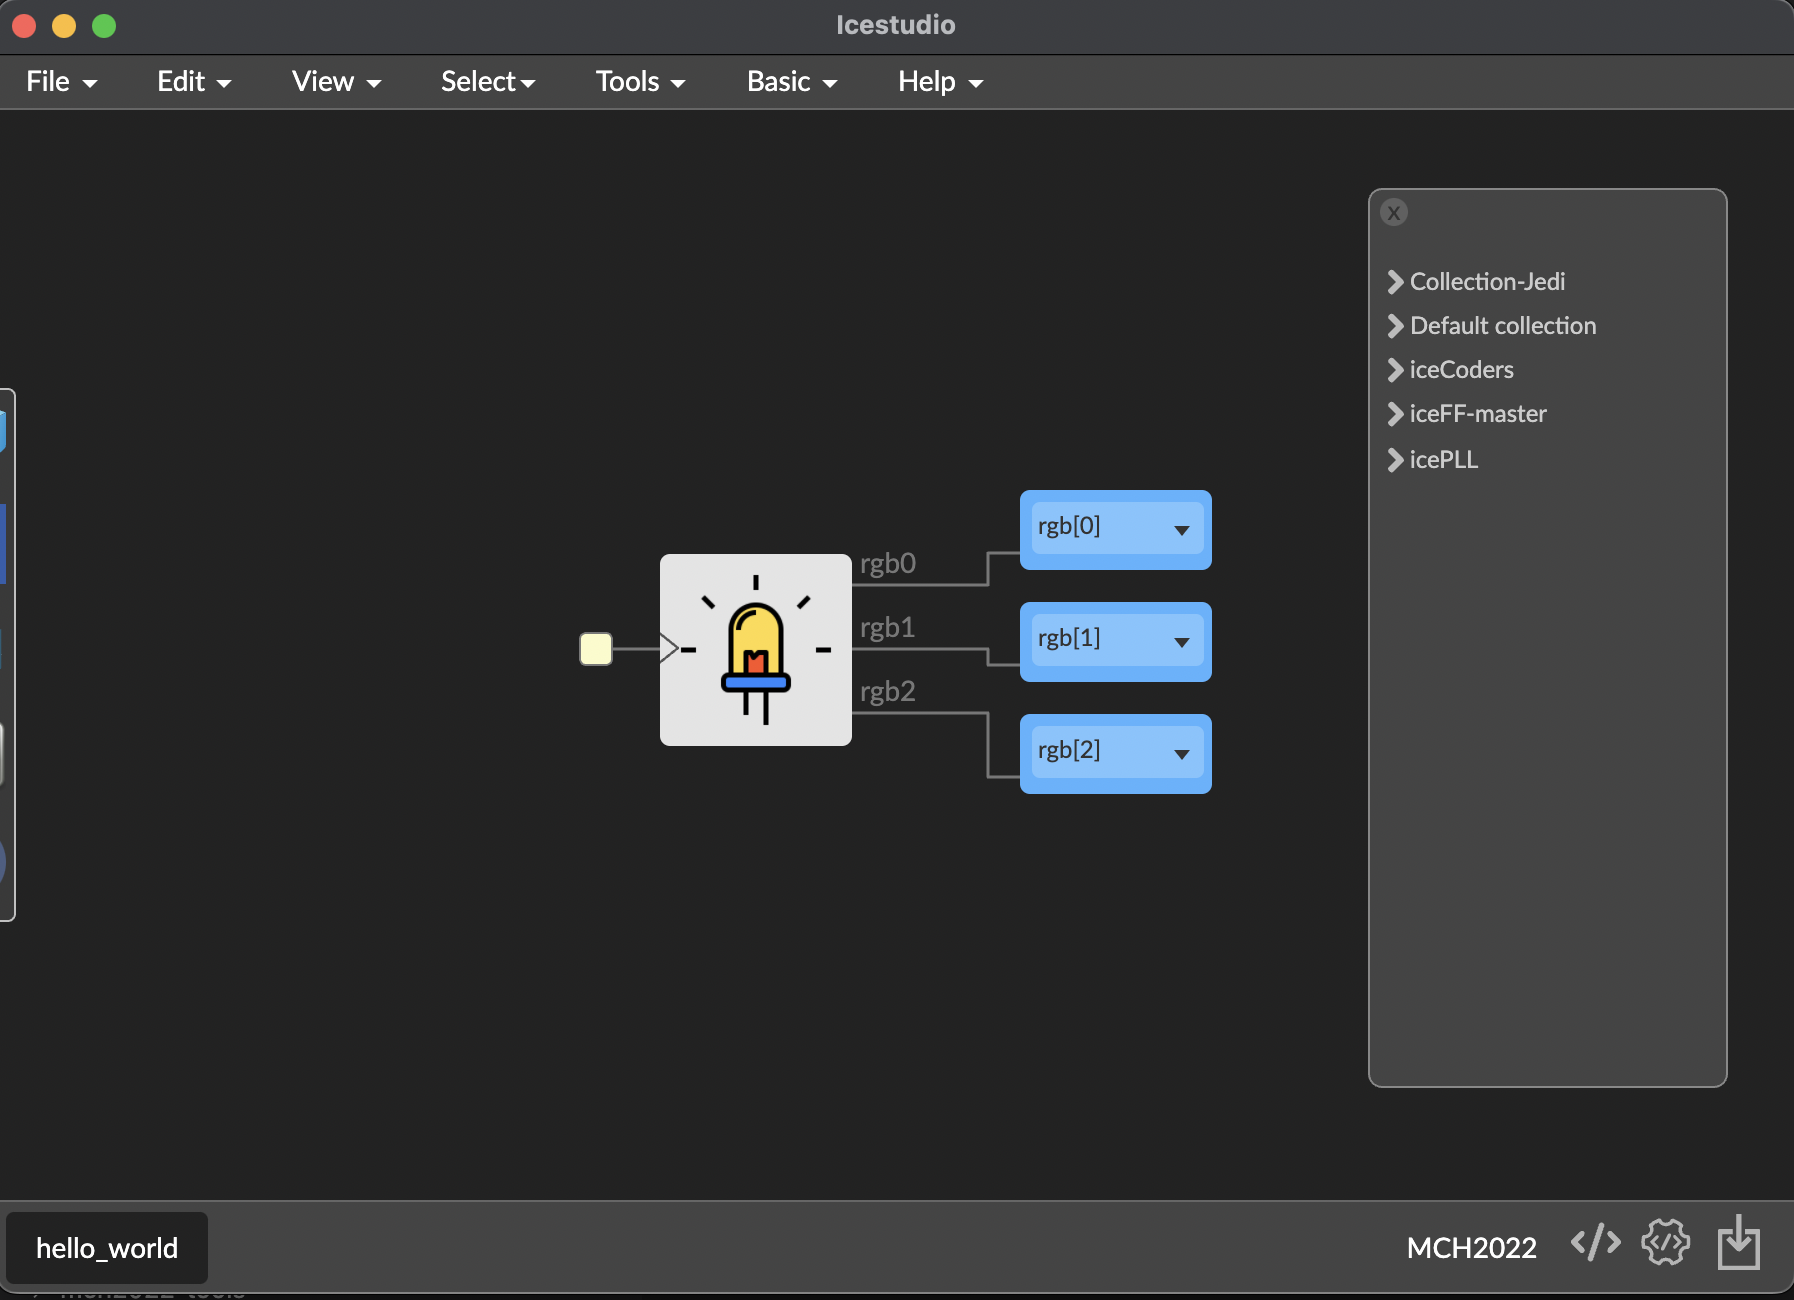 Icestudio
File Edit View Select Tools Basic Help
X
Collection-Jedi
Default collection
iceCoders
iceFF-master
icePLL
rgb[0]
rgb0
rgb1
rgb[1]
rgb2
rgb[2]
hello_world
MCH2022 </>
</>